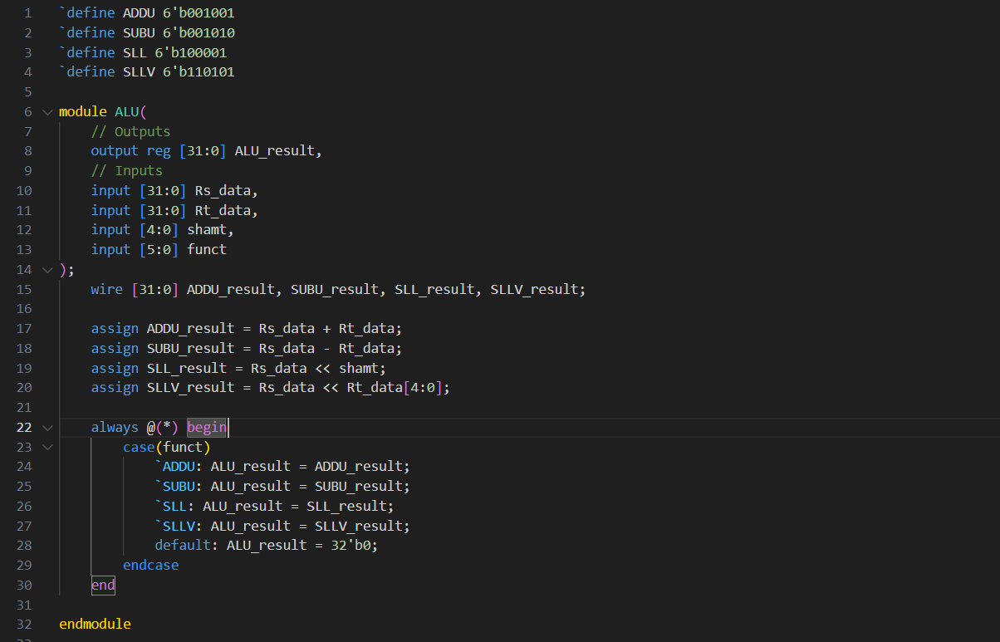 1 `define ADDU 6'b001001
2 `define SUBU 6'b001010
3 `define SLL 6'b100001
4 `define SLLV 6'b110101
5
6 module ALU(
7     // Outputs
8     output reg [31:0] ALU_result,
9     // Inputs
10     input [31:0] Rs_data,
11     input [31:0] Rt_data,
12     input [4:0] shamt,
13     input [5:0] funct
14 );
15     wire [31:0] ADDU_result, SUBU_result, SLL_result, SLLV_result;
16
17     assign ADDU_result = Rs_data + Rt_data;
18     assign SUBU_result = Rs_data - Rt_data;
19     assign SLL_result = Rs_data << shamt;
20     assign SLLV_result = Rs_data << Rt_data[4:0];
21
22     always @(*) begin
23         case(funct)
24             `ADDU: ALU_result = ADDU_result;
25             `SUBU: ALU_result = SUBU_result;
26             `SLL: ALU_result = SLL_result;
27             `SLLV: ALU_result = SLLV_result;
28             default: ALU_result = 32'b0;
29         endcase
30     end
31
32 endmodule